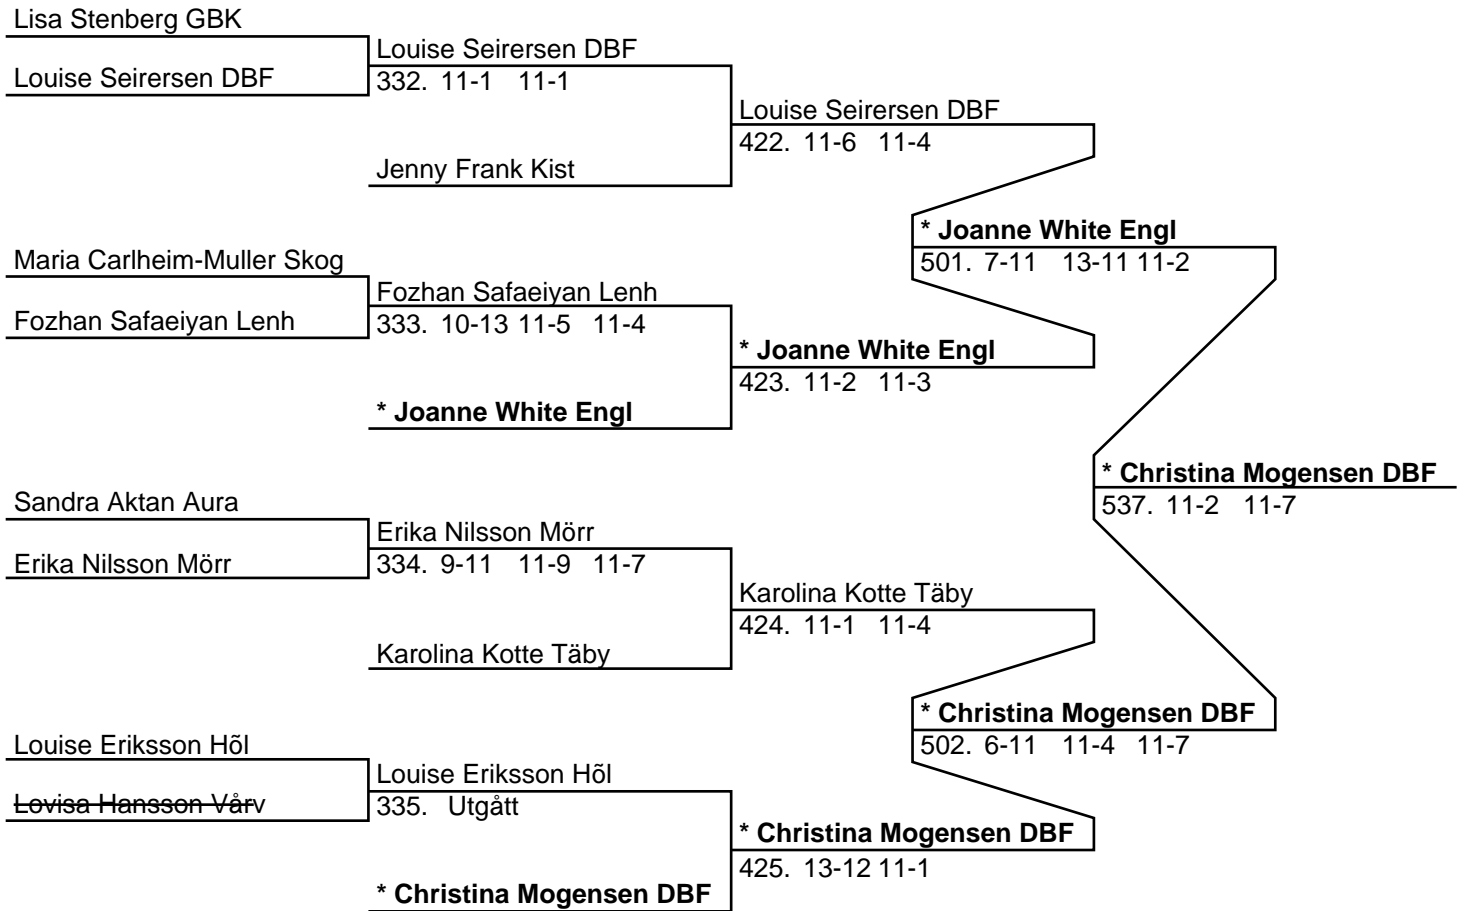 Lisa Stenberg GBK
Louise Seirersen DBF
Louise Seirersen DBF
332. 11-1 11-1
Louise Seirersen DBF
422. 11-6 11-4
Jenny Frank Kist
* Joanne White Engl
501. 7-11 13-11 11-2
Maria Carlheim-Muller Skog
Fozhan Safaeiyan Lenh
Fozhan Safaeiyan Lenh
333. 10-13 11-5 11-4
* Joanne White Engl
423. 11-2 11-3
* Joanne White Engl
* Christina Mogensen DBF
537. 11-2 11-7
Sandra Aktan Aura
Erika Nilsson Mörr
Erika Nilsson Mörr
334. 9-11 11-9 11-7
Karolina Kotte Täby
424. 11-1 11-4
Karolina Kotte Täby
* Christina Mogensen DBF
502. 6-11 11-4 11-7
Louise Eriksson Hõl
Lovisa Hansson Vårv
Louise Eriksson Hõl
335. Utgått
* Christina Mogensen DBF
425. 13-12 11-1
* Christina Mogensen DBF